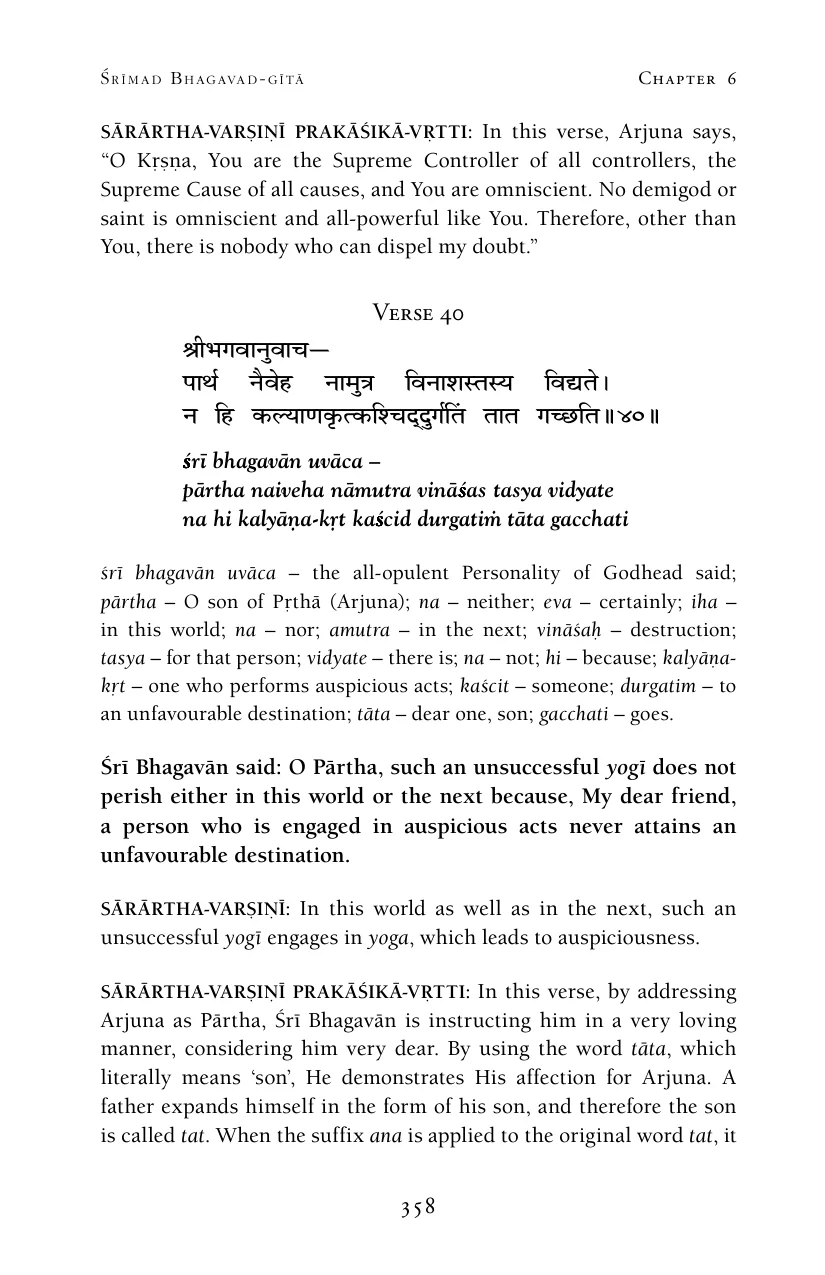 Śrīmad Bhagavad-gītā Chapter 6
SĀRĀRTHA-VARṢIṆĪ PRAKĀŚIKĀ-VṚTTI: In this verse, Arjuna says,
“O Kṛṣṇa, You are the Supreme Controller of all controllers, the
Supreme Cause of all causes, and You are omniscient. No demigod or
saint is omniscient and all-powerful like You. Therefore, other than
You, there is nobody who can dispel my doubt.”
Verse 40
श्रीभगवानुवाच—
पार्थ नैवेह नामुत्र विनाशस्तस्य विद्यते।
न हि कल्याणकृत्कश्चिद्दुर्गतिं तात गच्छति॥४०॥
śrī bhagavān uvāca –
pārtha naiveha nāmutra vināśas tasya vidyate
na hi kalyāṇa-kṛt kaścid durgatiṁ tāta gacchati
śrī bhagavān uvāca – the all-opulent Personality of Godhead said;
pārtha – O son of Pṛthā (Arjuna); na – neither; eva – certainly; iha –
in this world; na – nor; amutra – in the next; vināśaḥ – destruction;
tasya – for that person; vidyate – there is; na – not; hi – because; kalyāṇa-
kṛt – one who performs auspicious acts; kaścit – someone; durgatim – to
an unfavourable destination; tāta – dear one, son; gacchati – goes.
Śrī Bhagavān said: O Pārtha, such an unsuccessful yogī does not
perish either in this world or the next because, My dear friend,
a person who is engaged in auspicious acts never attains an
unfavourable destination.
SĀRĀRTHA-VARṢIṆĪ: In this world as well as in the next, such an
unsuccessful yogī engages in yoga, which leads to auspiciousness.
SĀRĀRTHA-VARṢIṆĪ PRAKĀŚIKĀ-VṚTTI: In this verse, by addressing
Arjuna as Pārtha, Śrī Bhagavān is instructing him in a very loving
manner, considering him very dear. By using the word tāta, which
literally means ‘son’, He demonstrates His affection for Arjuna. A
father expands himself in the form of his son, and therefore the son
is called tat. When the suffix ana is applied to the original word tat, it
358